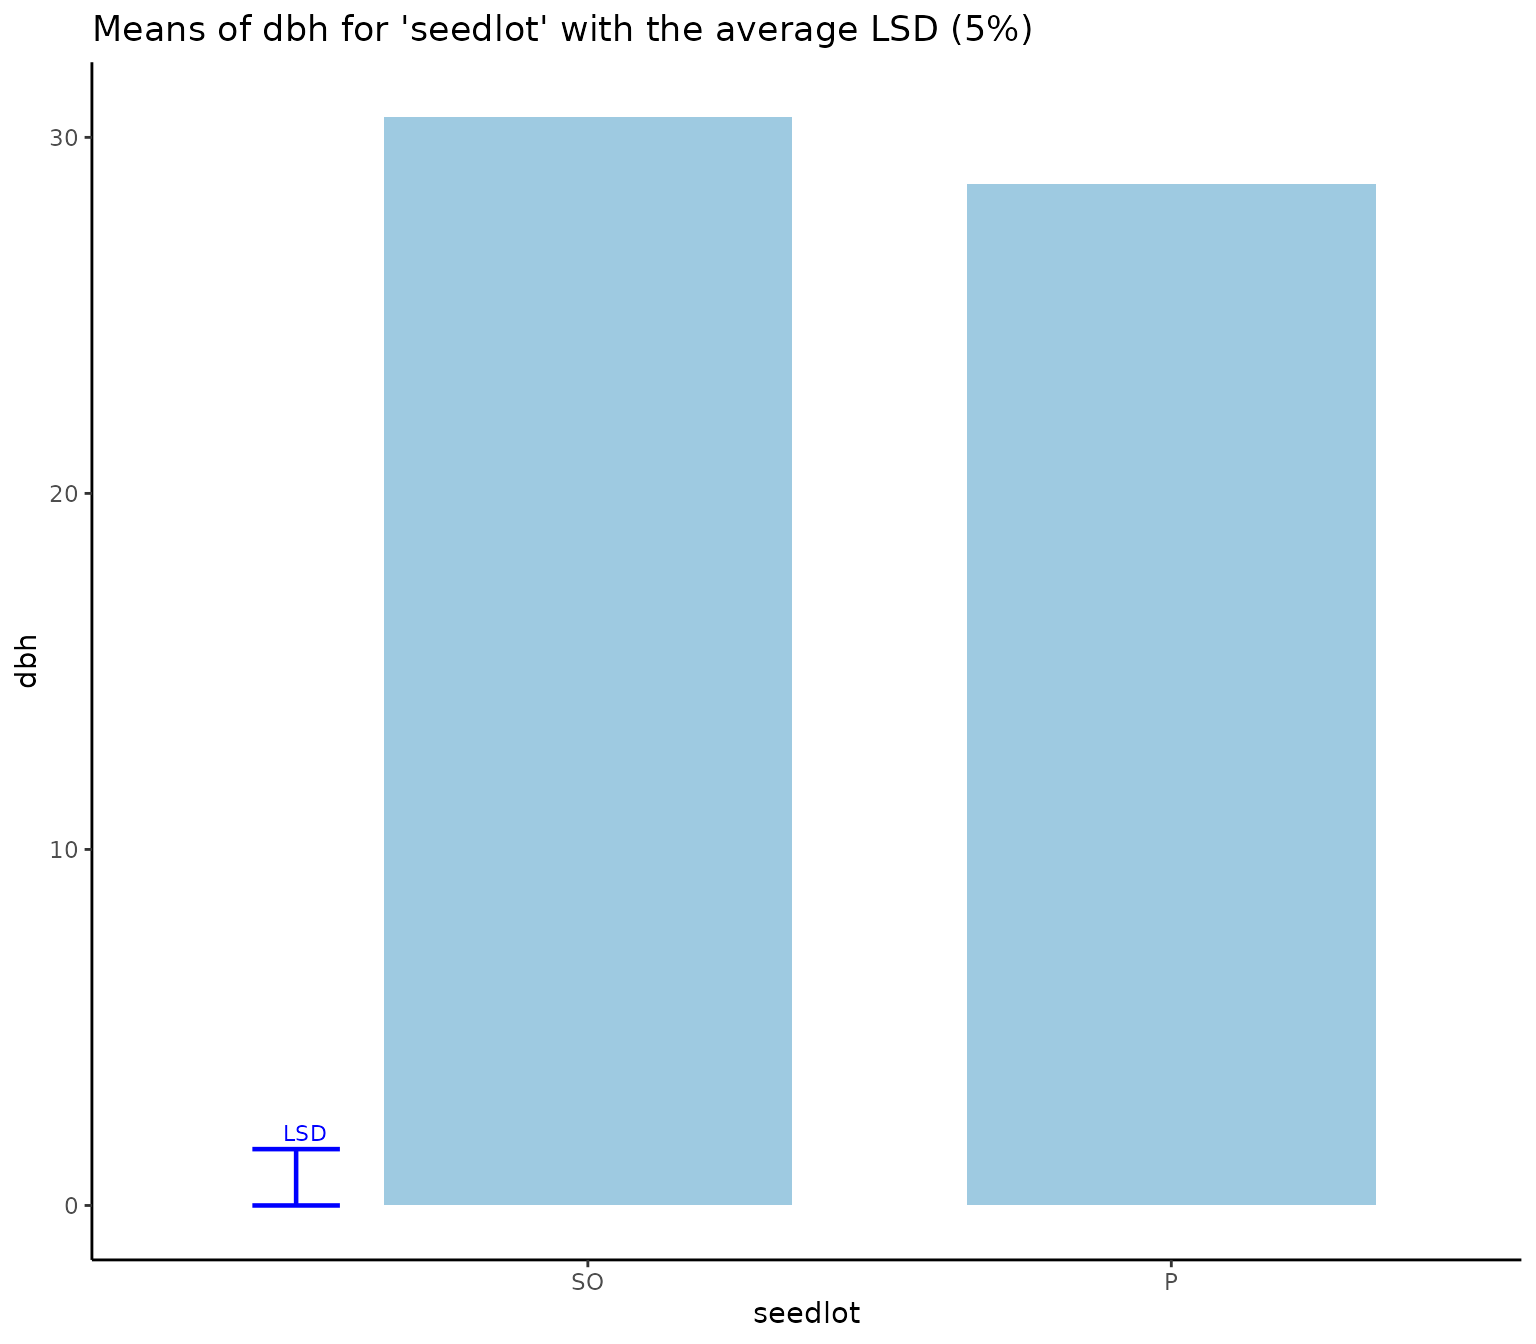 Means of dbh for 'seedlot' with the average LSD (5%)
30
20
10
0
dbh
LSD
SO
P
seedlot